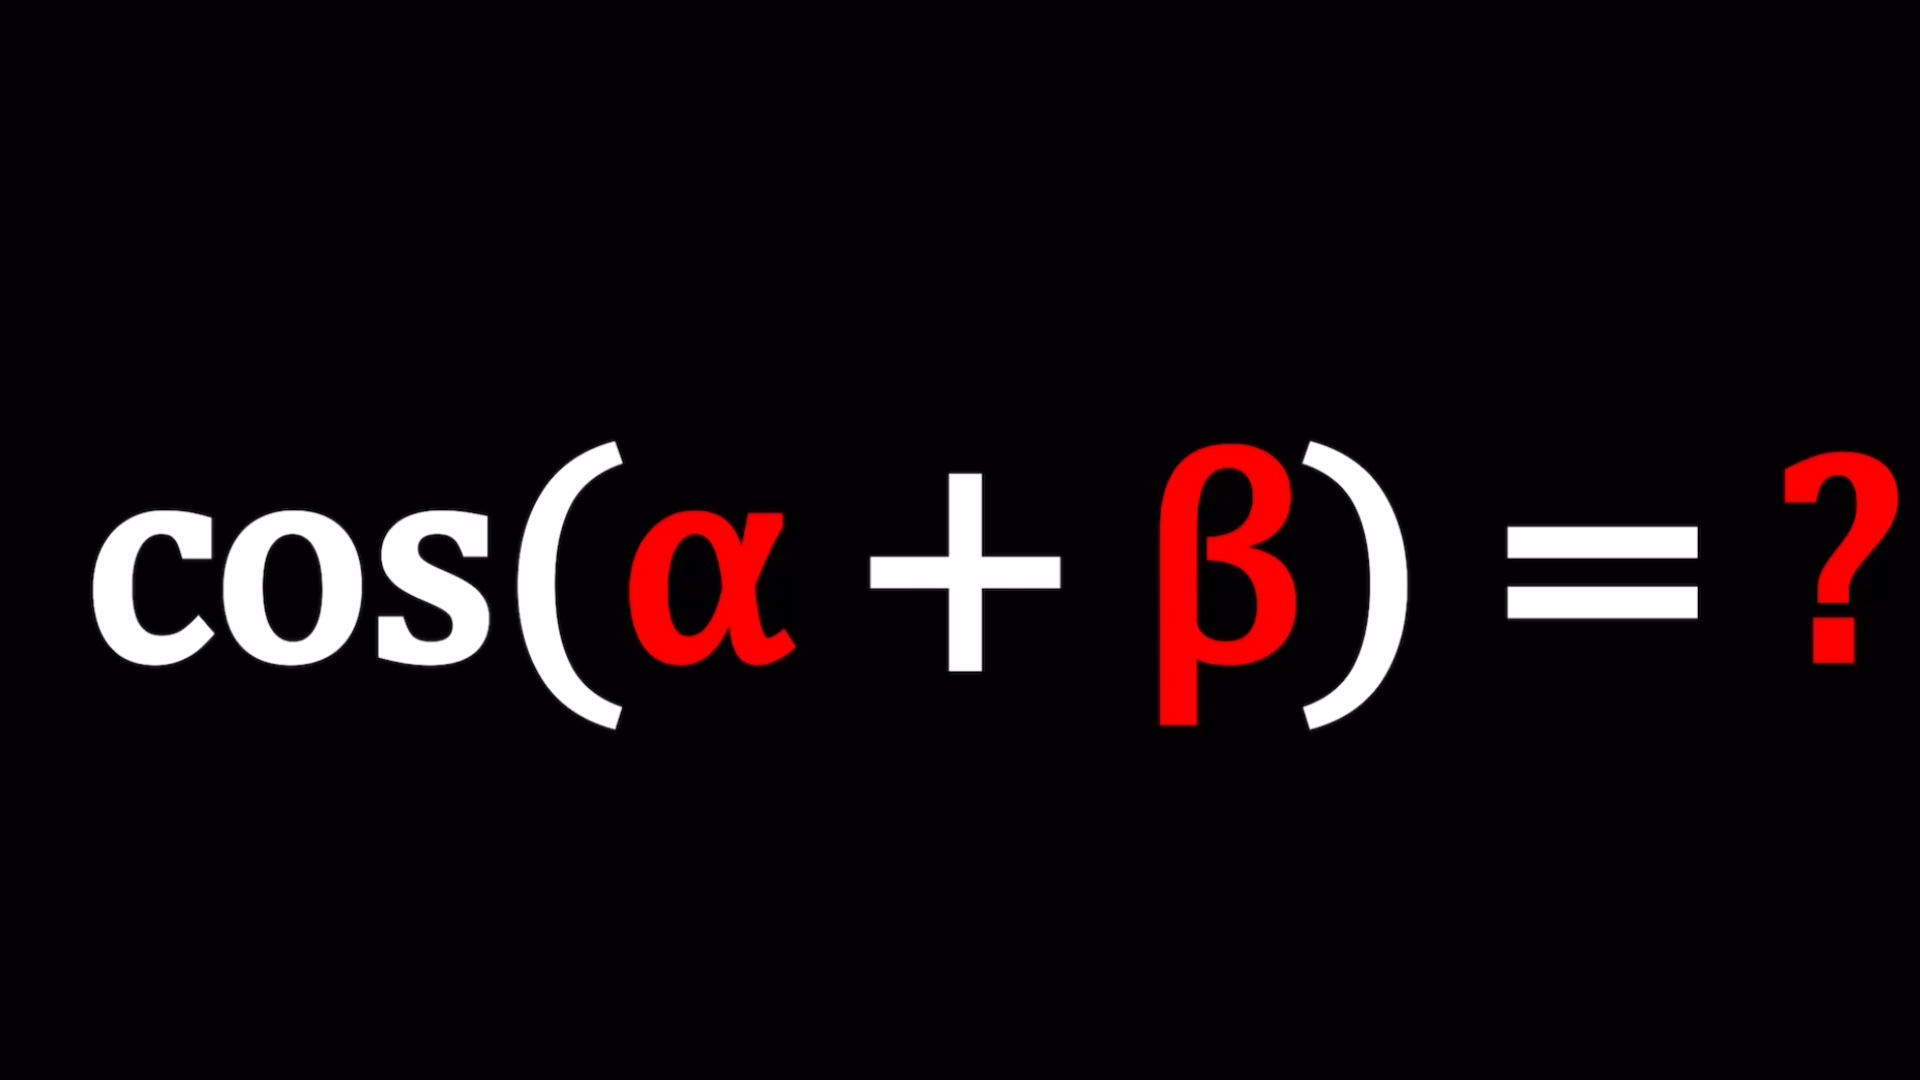 cos(α + β) = ?